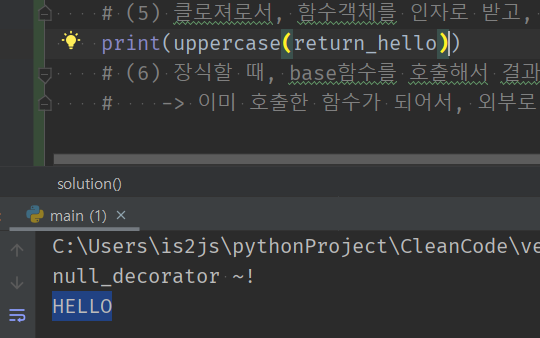 # (5) 클로져로서, 함수객체를 인자로 받고,
print(uppercase(return_hello))
# (6) 장식할 때, base함수를 호출해서 결과
# -> 이미 호출한 함수가 되어서, 외부로
solution()
main (1) ×
C:\Users\is2js\pythonProject\CleanCode\ve
null_decorator ~!
HELLO